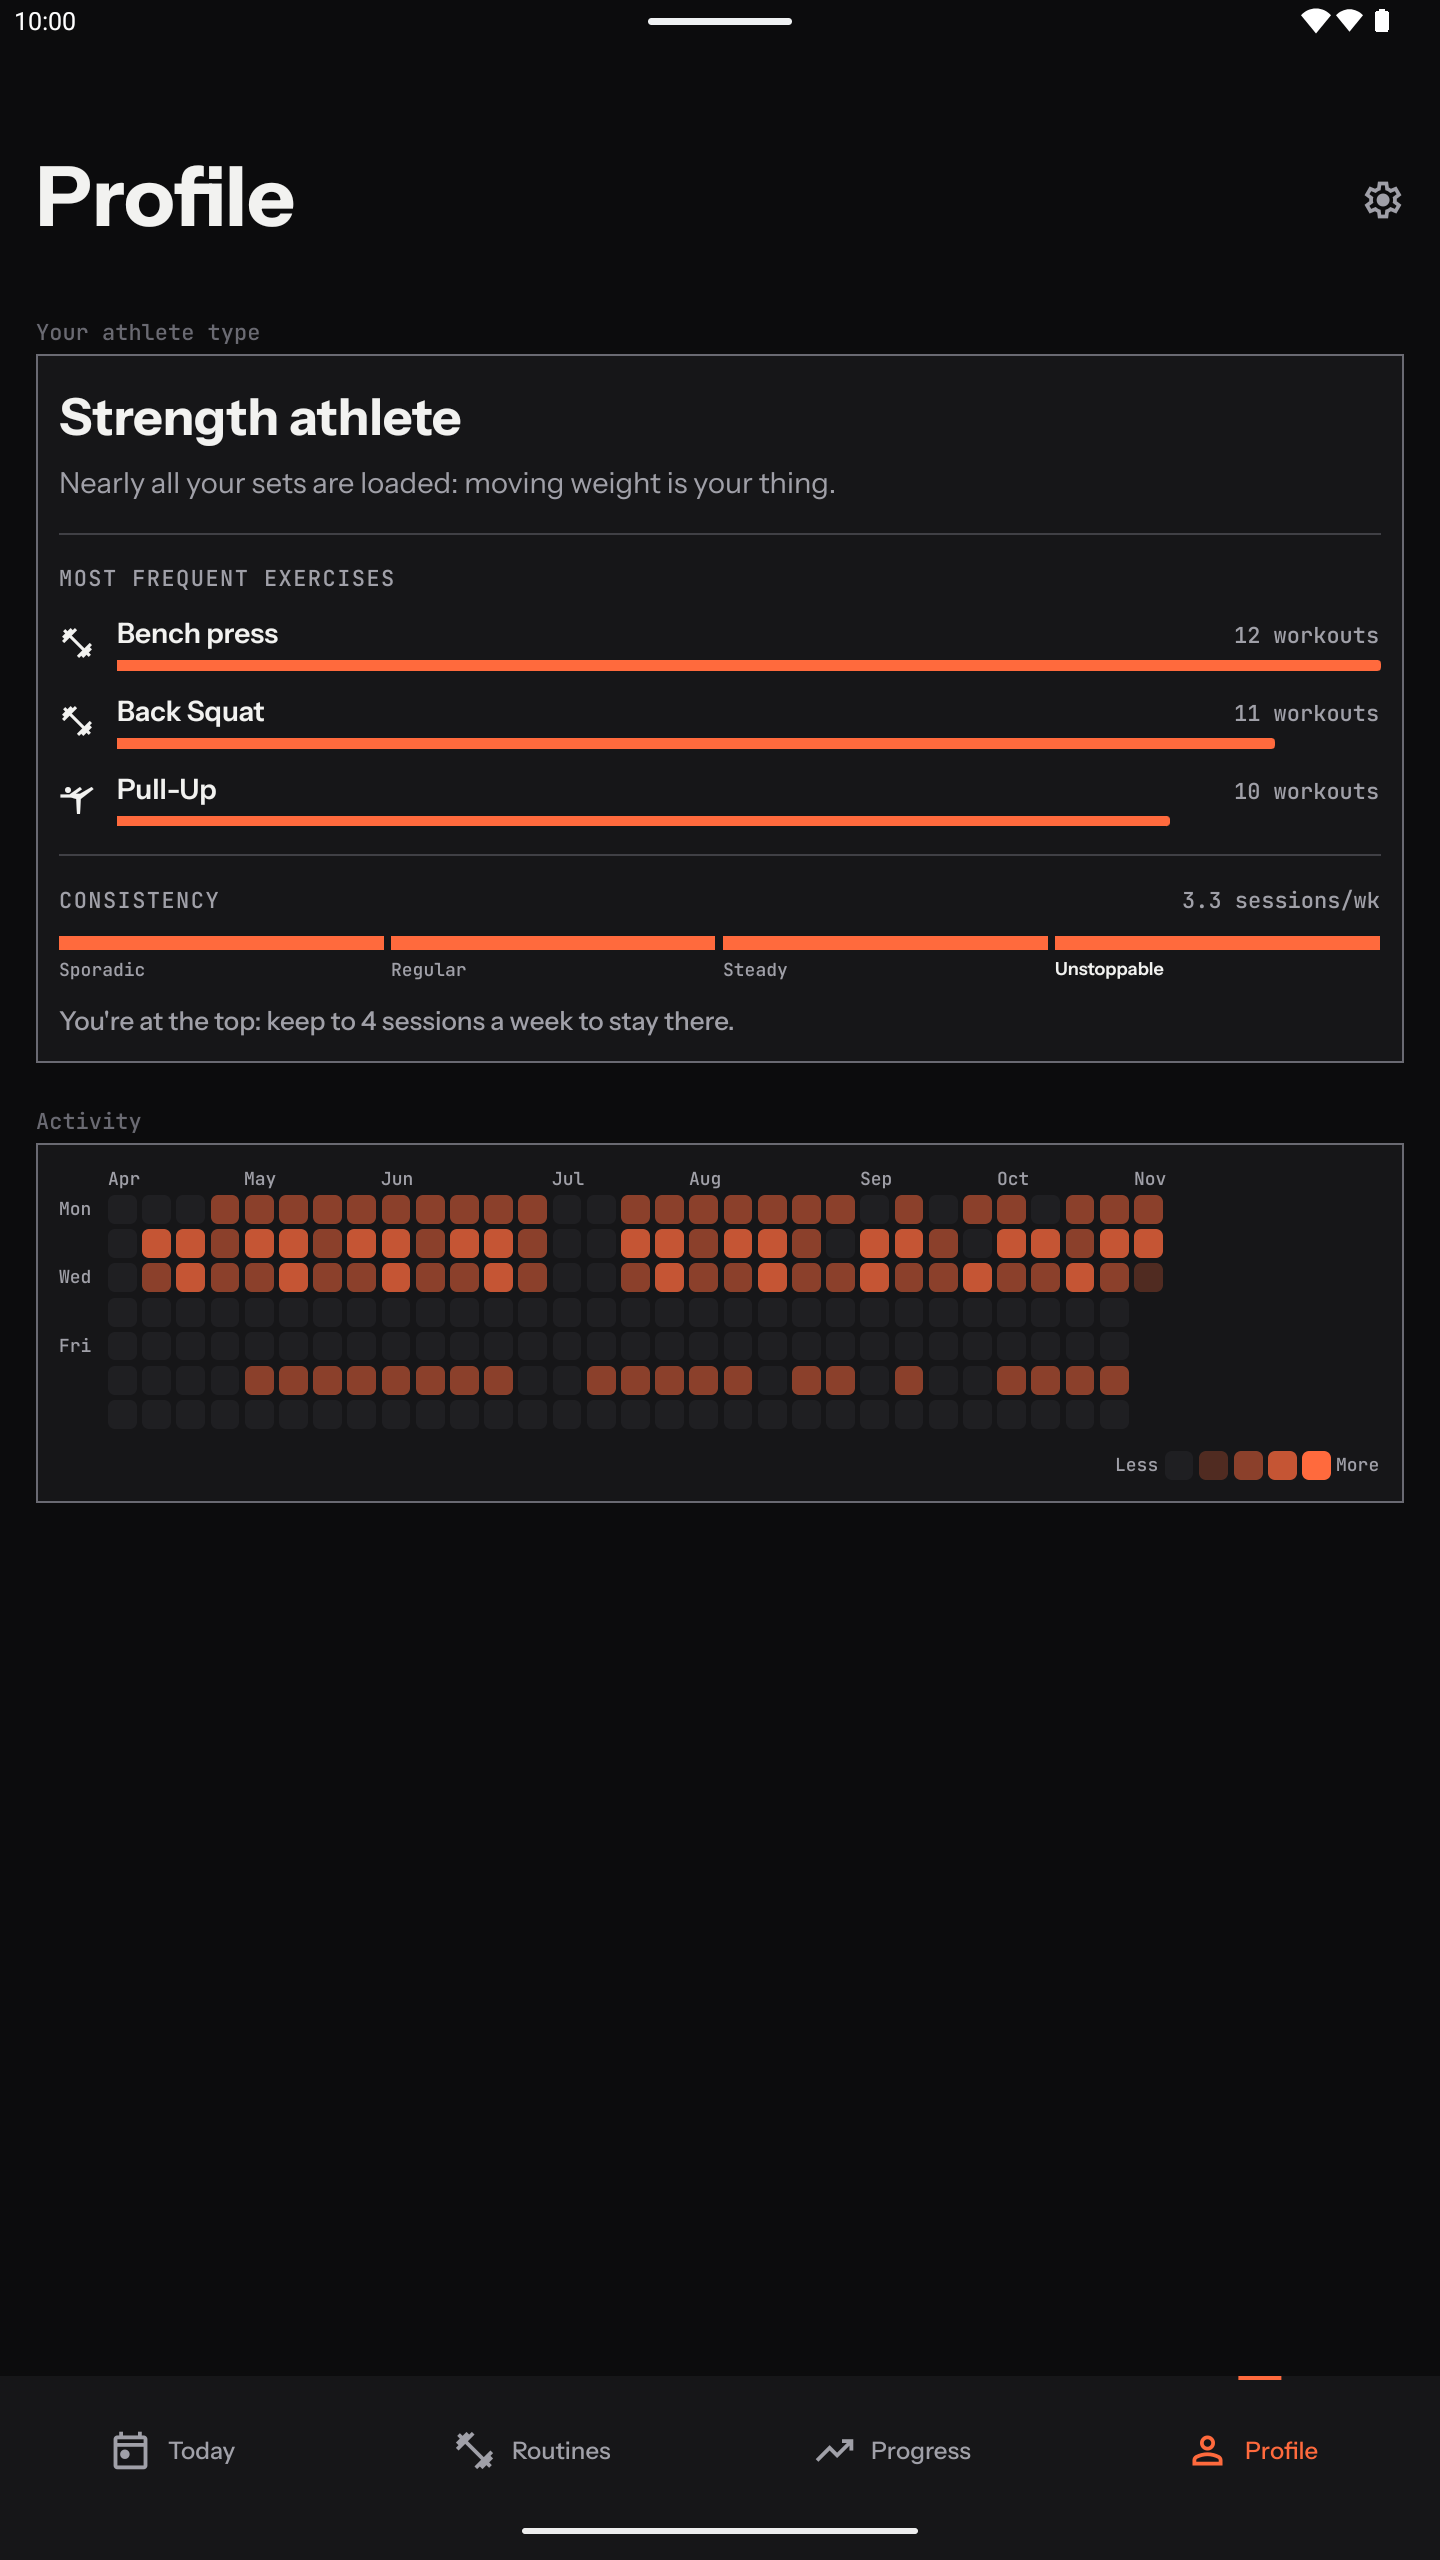 10:00
Profile
Your athlete type
Strength athlete
Nearly all your sets are loaded: moving weight is your thing.
MOST FREQUENT EXERCISES
Bench press 12 workouts
Back Squat 11 workouts
Pull-Up 10 workouts
CONSISTENCY 3.3 sessions/wk
Sporadic Regular Steady Unstoppable
You're at the top: keep to 4 sessions a week to stay there.
Activity
Apr May Jun Jul Aug Sep Oct Nov
Mon
Wed
Fri
Less More
Today Routines Progress Profile